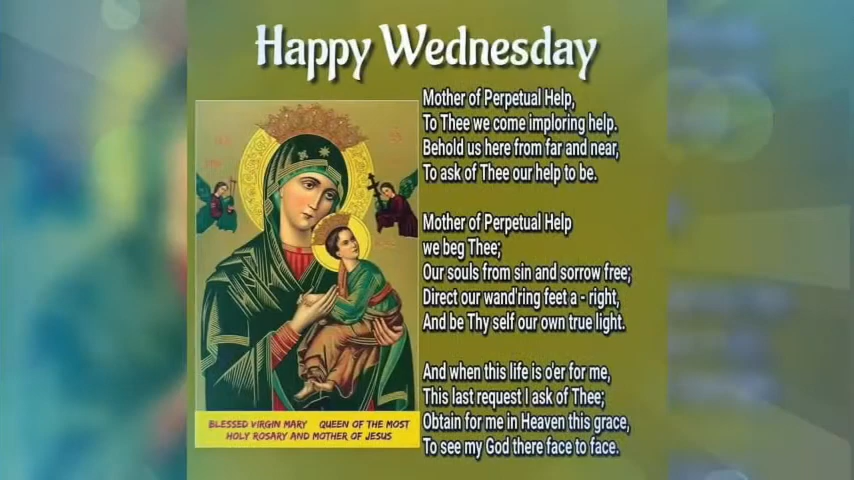 Happy Wednesday
Mother of Perpetual Help,
To Thee we come imploring help.
Behold us here from far and near,
To ask of Thee our help to be.
Mother of Perpetual Help
we beg Thee;
Our souls from sin and sorrow free;
Direct our wand'ring feet a - right,
And be Thy self our own true light.
And when this life is o'er for me,
This last request I ask of Thee;
Obtain for me in Heaven this grace,
To see my God there face to face.
BLESSED VIRGIN MARY QUEEN OF THE MOST
HOLY ROSARY AND MOTHER OF JESUS